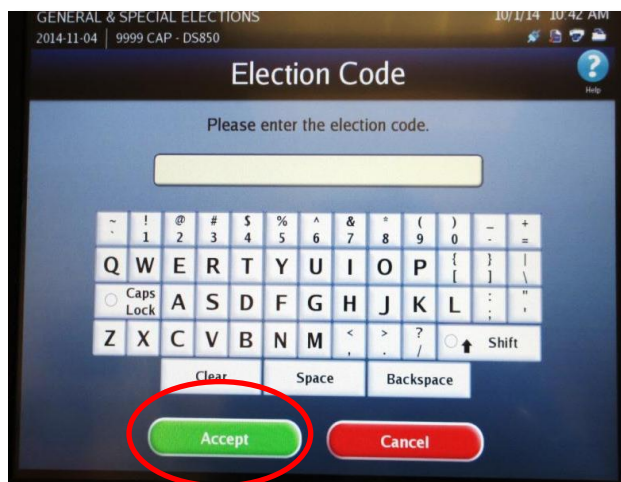 GENERAL & SPECIAL ELECTIONS 10/1/14 10:42 AM
2014-11-04 | 9999 CAP - DS850
Election Code
Help
Please enter the election code.
~ ! @ # $ % ^ & * ( ) _ +
` 1 2 3 4 5 6 7 8 9 0 - =
Q W E R T Y U I O P { [ } ] | \
Caps Lock A S D F G H J K L : ; " '
Z X C V B N M < , > . ? / Shift
Clear Space Backspace
Accept Cancel